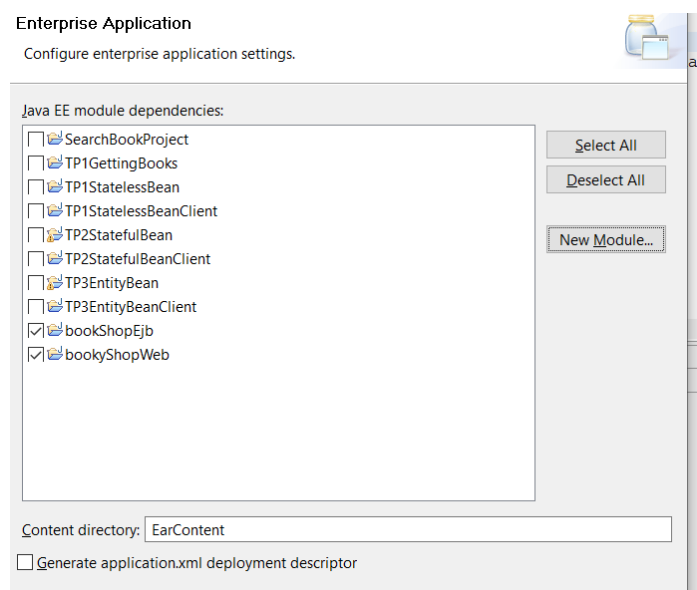 Enterprise Application
Configure enterprise application settings.
a
Java EE module dependencies:
SearchBookProject
TP1GettingBooks
TP1StatelessBean
TP1StatelessBeanClient
TP2StatefulBean
TP2StatefulBeanClient
TP3EntityBean
TP3EntityBeanClient
bookShopEjb
bookyShopWeb
Select All
Deselect All
New Module...
Content directory: EarContent
Generate application.xml deployment descriptor